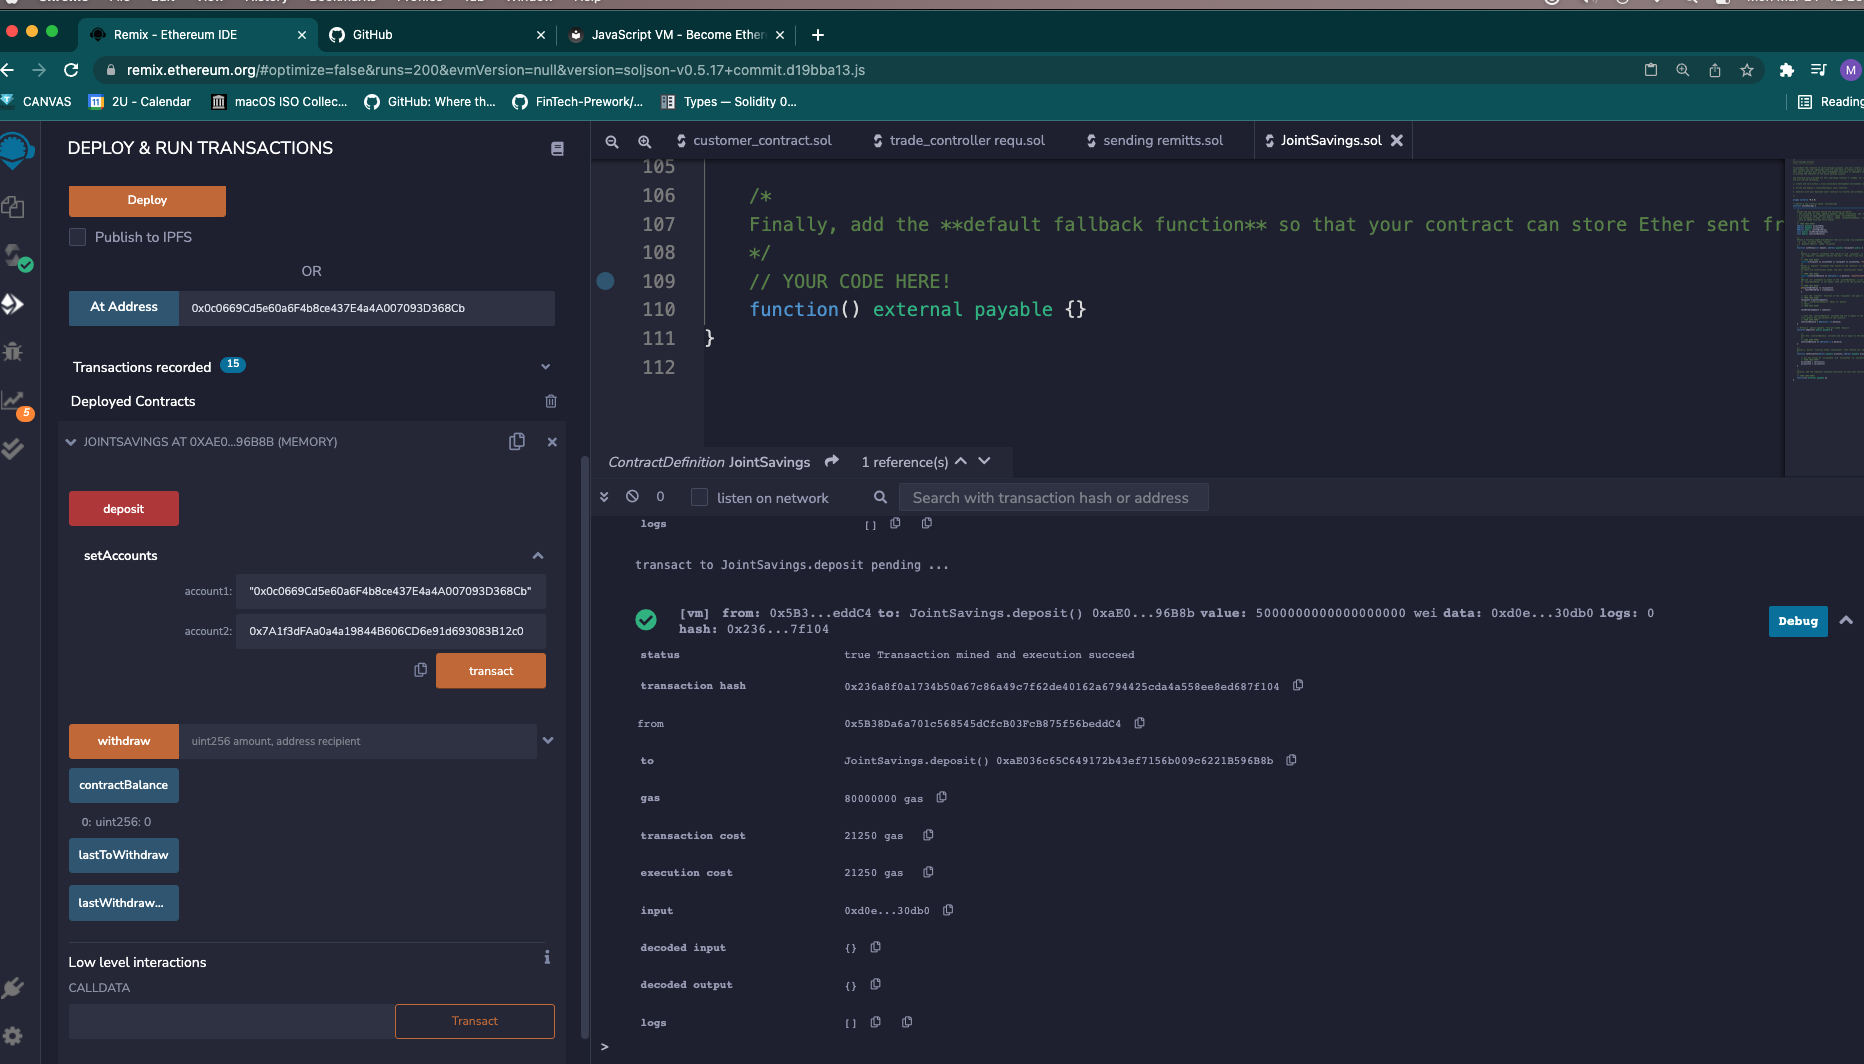 Remix - Ethereum IDE
GitHub
JavaScript VM - Become Ether
remix.ethereum.org/#optimize=false&runs=200&evmVersion=null&version=soljson-v0.5.17+commit.d19bba13.js
M
CANVAS
2U - Calendar
macOS ISO Collec...
GitHub: Where th...
FinTech-Prework/...
Types — Solidity 0...
Reading
DEPLOY & RUN TRANSACTIONS
Deploy
Publish to IPFS
OR
At Address
0x0c0669Cd5e60a6F4b8ce437E4a4A007093D368Cb
Transactions recorded 15
Deployed Contracts
5
JOINTSAVINGS AT 0XAE0...96B8B (MEMORY)
deposit
setAccounts
account1: "0x0c0669Cd5e60a6F4b8ce437E4a4A007093D368Cb"
account2: 0x7A1f3dFAa0a4a19844B606CD6e91d693083B12c0
transact
withdraw uint256 amount, address recipient
contractBalance
0: uint256: 0
lastToWithdraw
lastWithdraw...
Low level interactions
i
CALLDATA
Transact
customer_contract.sol
trade_controller requ.sol
sending remitts.sol
JointSavings.sol
105
106 /*
107 Finally, add the **default fallback function** so that your contract can store Ether sent fr
108 */
109 // YOUR CODE HERE!
110 function() external payable {}
111 }
112
ContractDefinition JointSavings 1 reference(s)
0 listen on network Search with transaction hash or address
logs []
transact to JointSavings.deposit pending ...
[vm] from: 0x5B3...eddC4 to: JointSavings.deposit() 0xaE0...96B8b value: 5000000000000000000 wei data: 0xd0e...30db0 logs: 0
hash: 0x236...7f104
Debug
status true Transaction mined and execution succeed
transaction hash 0x236a8f0a1734b50a67c86a49c7f62de40162a6794425cda4a558ee8ed687f104
from 0x5B38Da6a701c568545dCfcB03FcB875f56beddC4
to JointSavings.deposit() 0xaE036c65C649172b43ef7156b009c6221B596B8b
gas 80000000 gas
transaction cost 21250 gas
execution cost 21250 gas
input 0xd0e...30db0
decoded input {}
decoded output {}
logs []
>